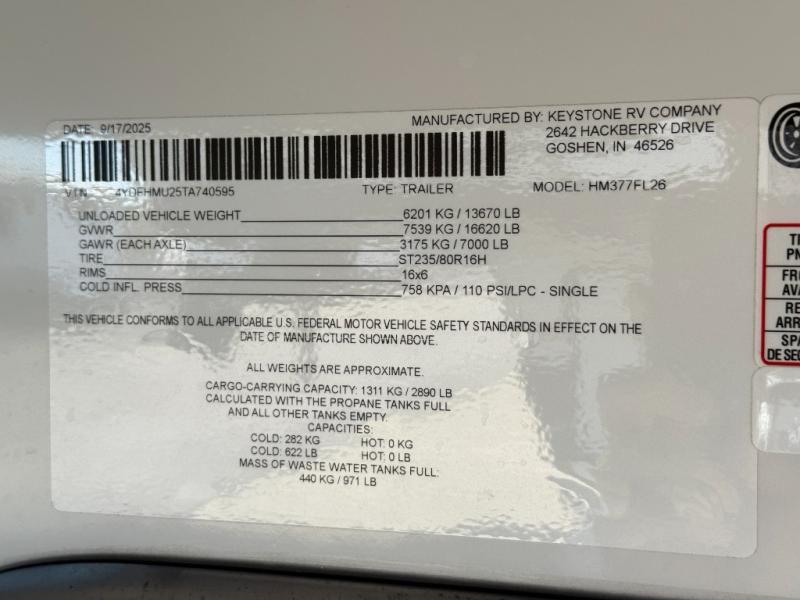 DATE: 9/17/2025
MANUFACTURED BY: KEYSTONE RV COMPANY
2642 HACKBERRY DRIVE
GOSHEN, IN 46526
VIN 4YDFHMU25TA740595 TYPE: TRAILER MODEL: HM377FL26
UNLOADED VEHICLE WEIGHT 6201 KG / 13670 LB
GVWR 7539 KG / 16620 LB
GAWR (EACH AXLE) 3175 KG / 7000 LB
TIRE ST235/80R16H
RIMS 16x6
COLD INFL. PRESS 758 KPA / 110 PSI/LPC - SINGLE
THIS VEHICLE CONFORMS TO ALL APPLICABLE U.S. FEDERAL MOTOR VEHICLE SAFETY STANDARDS IN EFFECT ON THE
DATE OF MANUFACTURE SHOWN ABOVE.
ALL WEIGHTS ARE APPROXIMATE.
CARGO-CARRYING CAPACITY: 1311 KG / 2890 LB
CALCULATED WITH THE PROPANE TANKS FULL
AND ALL OTHER TANKS EMPTY.
CAPACITIES:
COLD: 282 KG HOT: 0 KG
COLD: 622 LB HOT: 0 LB
MASS OF WASTE WATER TANKS FULL:
440 KG / 971 LB